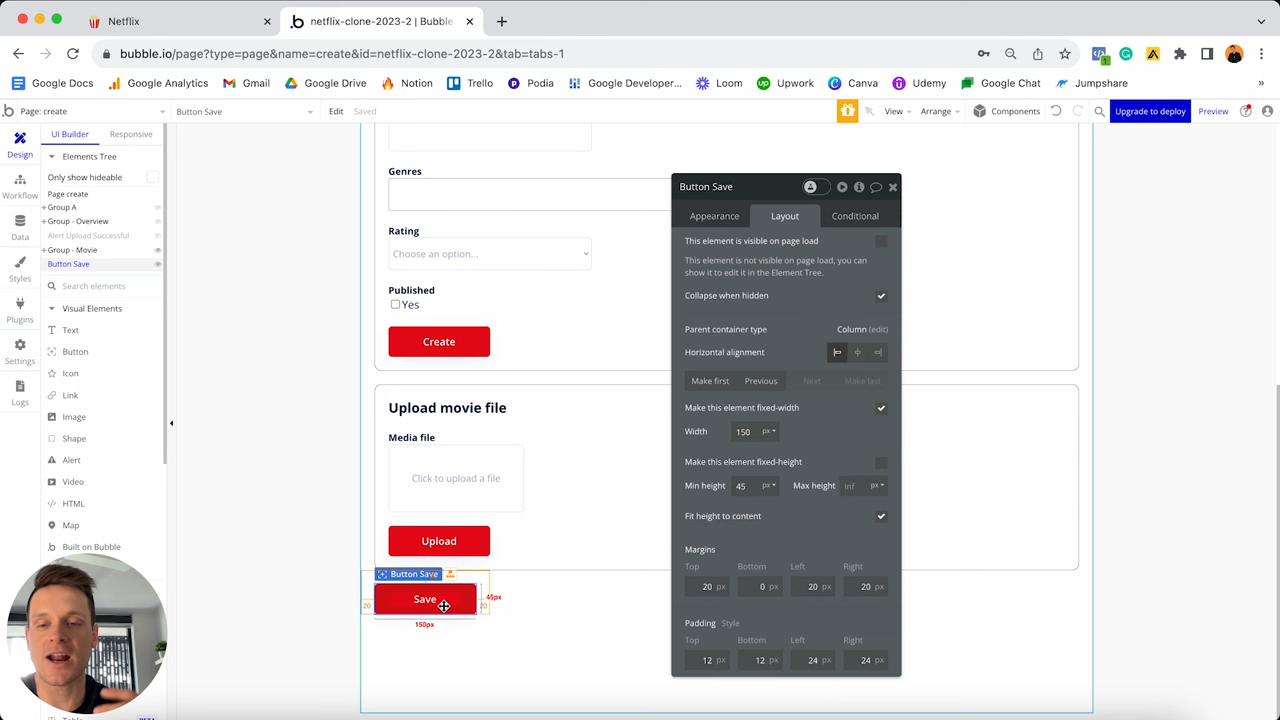 Netflix
netflix-clone-2023-2 | Bubble
bubble.io/page?type=page&name=create&id=netflix-clone-2023-2&tab=tabs-1
Google Docs
Google Analytics
Gmail
Google Drive
Notion
Trello
Podia
Google Developer...
Loom
Upwork
Canva
Udemy
Google Chat
Jumpshare
»
Page: create
Button Save
Edit
Saved
View
Arrange
Components
Upgrade to deploy
Preview
Design
Workflow
Data
Styles
Plugins
Settings
Logs
UI Builder
Responsive
Elements Tree
Only show hideable
Page create
+Group A
+Group - Overview
Alert Upload Successful
+Group - Movie
Button Save
Search elements
Visual Elements
Text
Button
Icon
Link
Image
Shape
Alert
Video
HTML
Map
Built on Bubble
BETA
Genres
Rating
Choose an option...
Published
Yes
Create
Upload movie file
Media file
Click to upload a file
Upload
Button Save
Save
20
20
45px
150px
Button Save
Appearance
Layout
Conditional
This element is visible on page load
This element is not visible on page load, you can
show it to edit it in the Element Tree.
Collapse when hidden
Parent container type
Column (edit)
Horizontal alignment
Make first
Previous
Next
Make last
Make this element fixed-width
Width 150 px
Make this element fixed-height
Min height 45 px Max height inf px
Fit height to content
Margins
Top Bottom Left Right
20 px 0 px 20 px 20 px
Padding Style
Top Bottom Left Right
12 px 12 px 24 px 24 px